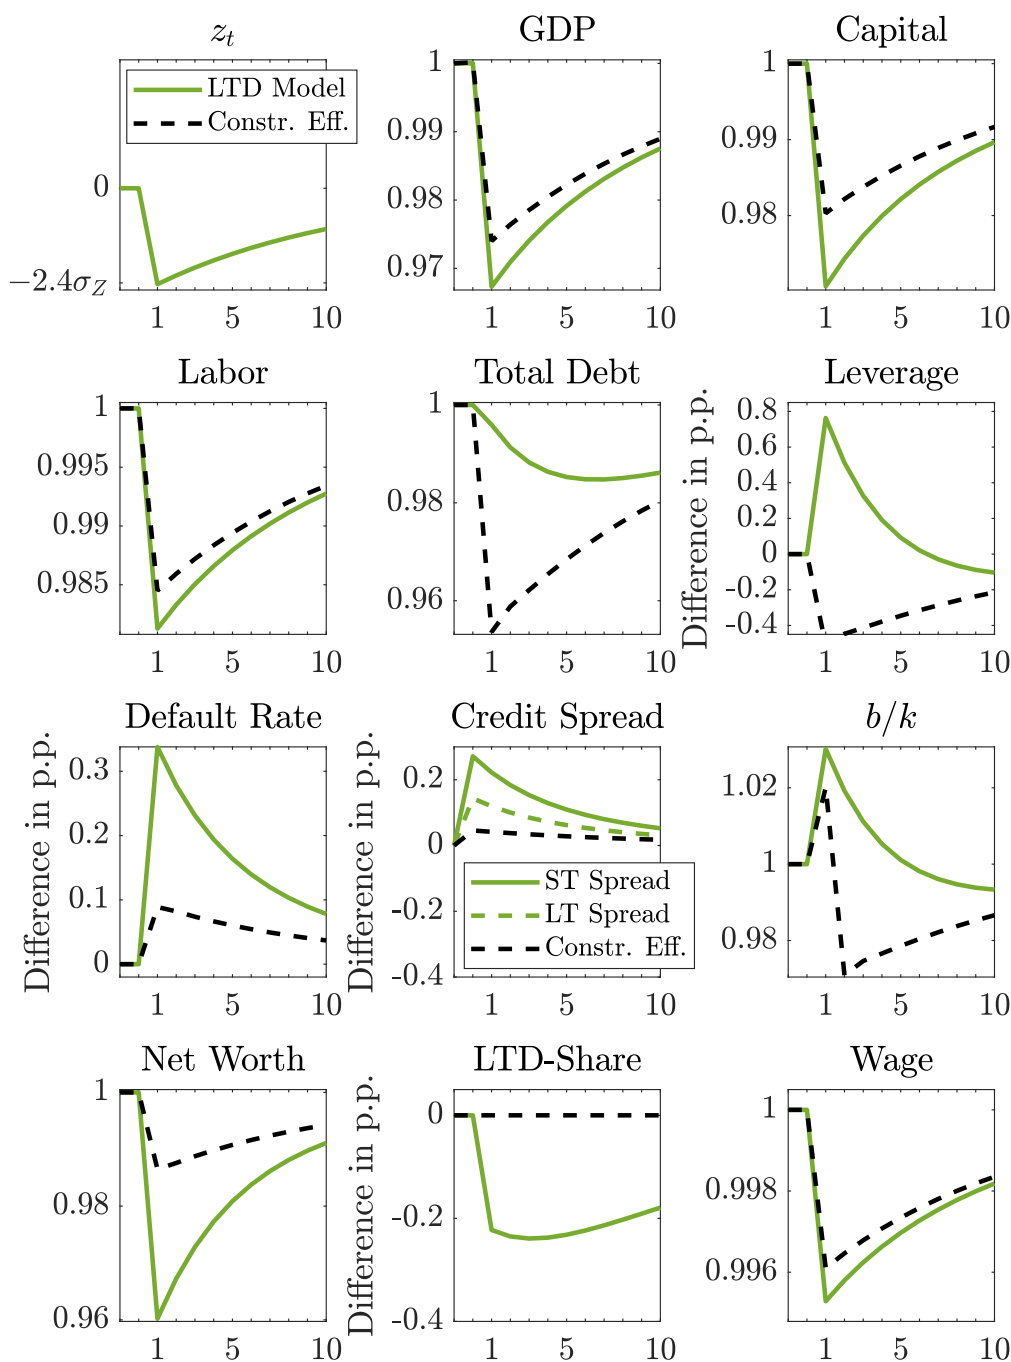 z_t
LTD Model
Constr. Eff.
0
−2.4σ_Z
1 5 10
GDP
1
0.99
0.98
0.97
1 5 10
Capital
1
0.99
0.98
1 5 10
Labor
1
0.995
0.99
0.985
1 5 10
Total Debt
1
0.98
0.96
1 5 10
Leverage
Difference in p.p.
0.8
0.6
0.4
0.2
0
-0.2
-0.4
1 5 10
Default Rate
Difference in p.p.
0.3
0.2
0.1
0
1 5 10
Credit Spread
Difference in p.p.
0.2
0
-0.2
-0.4
ST Spread
LT Spread
Constr. Eff.
1 5 10
b/k
1.02
1
0.98
1 5 10
Net Worth
1
0.98
0.96
1 5 10
LTD-Share
Difference in p.p.
0
-0.2
-0.4
1 5 10
Wage
1
0.998
0.996
1 5 10